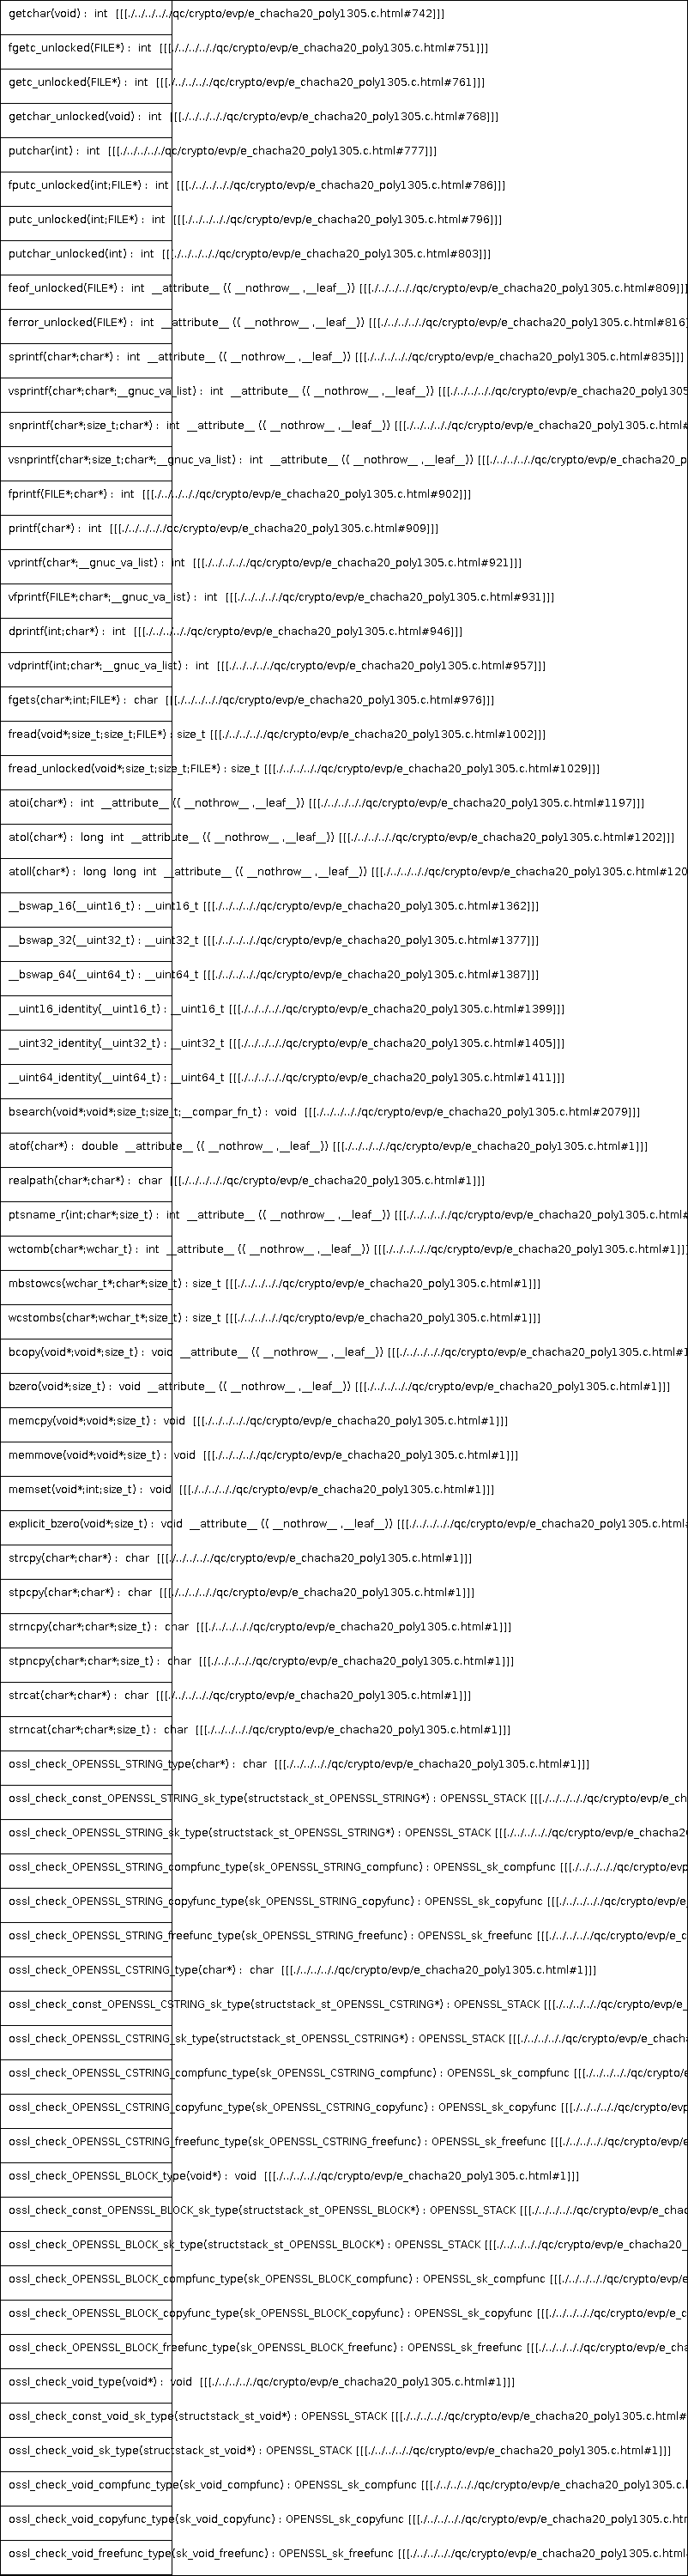 getchar(void) :  int  [[[./../../../qc/crypto/evp/e_chacha20_poly1305.c.html#742]]]
fgetc_unlocked(FILE*) :  int  [[[./../../../qc/crypto/evp/e_chacha20_poly1305.c.html#751]]]
getc_unlocked(FILE*) :  int  [[[./../../../qc/crypto/evp/e_chacha20_poly1305.c.html#761]]]
getchar_unlocked(void) :  int  [[[./../../../qc/crypto/evp/e_chacha20_poly1305.c.html#768]]]
putchar(int) :  int  [[[./../../../qc/crypto/evp/e_chacha20_poly1305.c.html#777]]]
fputc_unlocked(int;FILE*) :  int  [[[./../../../qc/crypto/evp/e_chacha20_poly1305.c.html#786]]]
putc_unlocked(int;FILE*) :  int  [[[./../../../qc/crypto/evp/e_chacha20_poly1305.c.html#796]]]
putchar_unlocked(int) :  int  [[[./../../../qc/crypto/evp/e_chacha20_poly1305.c.html#803]]]
feof_unlocked(FILE*) :  int  __attribute__ (( __nothrow__ ,__leaf__)) [[[./../../../qc/crypto/evp/e_chacha20_poly1305.c.html#809]]]
ferror_unlocked(FILE*) :  int  __attribute__ (( __nothrow__ ,__leaf__)) [[[./../../../qc/crypto/evp/e_chacha20_poly1305.c.html#816]
sprintf(char*;char*) :  int  __attribute__ (( __nothrow__ ,__leaf__)) [[[./../../../qc/crypto/evp/e_chacha20_poly1305.c.html#835]]]
vsprintf(char*;char*;__gnuc_va_list) :  int  __attribute__ (( __nothrow__ ,__leaf__)) [[[./../../../qc/crypto/evp/e_chacha20_poly1305
snprintf(char*;size_t;char*) :  int  __attribute__ (( __nothrow__ ,__leaf__)) [[[./../../../qc/crypto/evp/e_chacha20_poly1305.c.html#
vsnprintf(char*;size_t;char*;__gnuc_va_list) :  int  __attribute__ (( __nothrow__ ,__leaf__)) [[[./../../../qc/crypto/evp/e_chacha20_p
fprintf(FILE*;char*) :  int  [[[./../../../qc/crypto/evp/e_chacha20_poly1305.c.html#902]]]
printf(char*) :  int  [[[./../../../qc/crypto/evp/e_chacha20_poly1305.c.html#909]]]
vprintf(char*;__gnuc_va_list) :  int  [[[./../../../qc/crypto/evp/e_chacha20_poly1305.c.html#921]]]
vfprintf(FILE*;char*;__gnuc_va_list) :  int  [[[./../../../qc/crypto/evp/e_chacha20_poly1305.c.html#931]]]
dprintf(int;char*) :  int  [[[./../../../qc/crypto/evp/e_chacha20_poly1305.c.html#946]]]
vdprintf(int;char*;__gnuc_va_list) :  int  [[[./../../../qc/crypto/evp/e_chacha20_poly1305.c.html#957]]]
fgets(char*;int;FILE*) :  char  [[[./../../../qc/crypto/evp/e_chacha20_poly1305.c.html#976]]]
fread(void*;size_t;size_t;FILE*) : size_t [[[./../../../qc/crypto/evp/e_chacha20_poly1305.c.html#1002]]]
fread_unlocked(void*;size_t;size_t;FILE*) : size_t [[[./../../../qc/crypto/evp/e_chacha20_poly1305.c.html#1029]]]
atoi(char*) :  int  __attribute__ (( __nothrow__ ,__leaf__)) [[[./../../../qc/crypto/evp/e_chacha20_poly1305.c.html#1197]]]
atol(char*) :  long  int  __attribute__ (( __nothrow__ ,__leaf__)) [[[./../../../qc/crypto/evp/e_chacha20_poly1305.c.html#1202]]]
atoll(char*) :  long  long  int  __attribute__ (( __nothrow__ ,__leaf__)) [[[./../../../qc/crypto/evp/e_chacha20_poly1305.c.html#120
__bswap_16(__uint16_t) : __uint16_t [[[./../../../qc/crypto/evp/e_chacha20_poly1305.c.html#1362]]]
__bswap_32(__uint32_t) : __uint32_t [[[./../../../qc/crypto/evp/e_chacha20_poly1305.c.html#1377]]]
__bswap_64(__uint64_t) : __uint64_t [[[./../../../qc/crypto/evp/e_chacha20_poly1305.c.html#1387]]]
__uint16_identity(__uint16_t) : __uint16_t [[[./../../../qc/crypto/evp/e_chacha20_poly1305.c.html#1399]]]
__uint32_identity(__uint32_t) : __uint32_t [[[./../../../qc/crypto/evp/e_chacha20_poly1305.c.html#1405]]]
__uint64_identity(__uint64_t) : __uint64_t [[[./../../../qc/crypto/evp/e_chacha20_poly1305.c.html#1411]]]
bsearch(void*;void*;size_t;size_t;__compar_fn_t) :  void  [[[./../../../qc/crypto/evp/e_chacha20_poly1305.c.html#2079]]]
atof(char*) :  double  __attribute__ (( __nothrow__ ,__leaf__)) [[[./../../../qc/crypto/evp/e_chacha20_poly1305.c.html#1]]]
realpath(char*;char*) :  char  [[[./../../../qc/crypto/evp/e_chacha20_poly1305.c.html#1]]]
ptsname_r(int;char*;size_t) :  int  __attribute__ (( __nothrow__ ,__leaf__)) [[[./../../../qc/crypto/evp/e_chacha20_poly1305.c.html#
wctomb(char*;wchar_t) :  int  __attribute__ (( __nothrow__ ,__leaf__)) [[[./../../../qc/crypto/evp/e_chacha20_poly1305.c.html#1]]]
mbstowcs(wchar_t*;char*;size_t) : size_t [[[./../../../qc/crypto/evp/e_chacha20_poly1305.c.html#1]]]
wcstombs(char*;wchar_t*;size_t) : size_t [[[./../../../qc/crypto/evp/e_chacha20_poly1305.c.html#1]]]
bcopy(void*;void*;size_t) :  void  __attribute__ (( __nothrow__ ,__leaf__)) [[[./../../../qc/crypto/evp/e_chacha20_poly1305.c.html#1
bzero(void*;size_t) :  void  __attribute__ (( __nothrow__ ,__leaf__)) [[[./../../../qc/crypto/evp/e_chacha20_poly1305.c.html#1]]]
memcpy(void*;void*;size_t) :  void  [[[./../../../qc/crypto/evp/e_chacha20_poly1305.c.html#1]]]
memmove(void*;void*;size_t) :  void  [[[./../../../qc/crypto/evp/e_chacha20_poly1305.c.html#1]]]
memset(void*;int;size_t) :  void  [[[./../../../qc/crypto/evp/e_chacha20_poly1305.c.html#1]]]
explicit_bzero(void*;size_t) :  void  __attribute__ (( __nothrow__ ,__leaf__)) [[[./../../../qc/crypto/evp/e_chacha20_poly1305.c.html
strcpy(char*;char*) :  char  [[[./../../../qc/crypto/evp/e_chacha20_poly1305.c.html#1]]]
stpcpy(char*;char*) :  char  [[[./../../../qc/crypto/evp/e_chacha20_poly1305.c.html#1]]]
strncpy(char*;char*;size_t) :  char  [[[./../../../qc/crypto/evp/e_chacha20_poly1305.c.html#1]]]
stpncpy(char*;char*;size_t) :  char  [[[./../../../qc/crypto/evp/e_chacha20_poly1305.c.html#1]]]
strcat(char*;char*) :  char  [[[./../../../qc/crypto/evp/e_chacha20_poly1305.c.html#1]]]
strncat(char*;char*;size_t) :  char  [[[./../../../qc/crypto/evp/e_chacha20_poly1305.c.html#1]]]
ossl_check_OPENSSL_STRING_type(char*) :  char  [[[./../../../qc/crypto/evp/e_chacha20_poly1305.c.html#1]]]
ossl_check_const_OPENSSL_STRING_sk_type(structstack_st_OPENSSL_STRING*) : OPENSSL_STACK [[[./../../../qc/crypto/evp/e_ch
ossl_check_OPENSSL_STRING_sk_type(structstack_st_OPENSSL_STRING*) : OPENSSL_STACK [[[./../../../qc/crypto/evp/e_chacha2
ossl_check_OPENSSL_STRING_compfunc_type(sk_OPENSSL_STRING_compfunc) : OPENSSL_sk_compfunc [[[./../../../qc/crypto/evp
ossl_check_OPENSSL_STRING_copyfunc_type(sk_OPENSSL_STRING_copyfunc) : OPENSSL_sk_copyfunc [[[./../../../qc/crypto/evp/e
ossl_check_OPENSSL_STRING_freefunc_type(sk_OPENSSL_STRING_freefunc) : OPENSSL_sk_freefunc [[[./../../../qc/crypto/evp/e_c
ossl_check_OPENSSL_CSTRING_type(char*) :  char  [[[./../../../qc/crypto/evp/e_chacha20_poly1305.c.html#1]]]
ossl_check_const_OPENSSL_CSTRING_sk_type(structstack_st_OPENSSL_CSTRING*) : OPENSSL_STACK [[[./../../../qc/crypto/evp/e_
ossl_check_OPENSSL_CSTRING_sk_type(structstack_st_OPENSSL_CSTRING*) : OPENSSL_STACK [[[./../../../qc/crypto/evp/e_chacha
ossl_check_OPENSSL_CSTRING_compfunc_type(sk_OPENSSL_CSTRING_compfunc) : OPENSSL_sk_compfunc [[[./../../../qc/crypto/e
ossl_check_OPENSSL_CSTRING_copyfunc_type(sk_OPENSSL_CSTRING_copyfunc) : OPENSSL_sk_copyfunc [[[./../../../qc/crypto/evp
ossl_check_OPENSSL_CSTRING_freefunc_type(sk_OPENSSL_CSTRING_freefunc) : OPENSSL_sk_freefunc [[[./../../../qc/crypto/evp/e
ossl_check_OPENSSL_BLOCK_type(void*) :  void  [[[./../../../qc/crypto/evp/e_chacha20_poly1305.c.html#1]]]
ossl_check_const_OPENSSL_BLOCK_sk_type(structstack_st_OPENSSL_BLOCK*) : OPENSSL_STACK [[[./../../../qc/crypto/evp/e_chac
ossl_check_OPENSSL_BLOCK_sk_type(structstack_st_OPENSSL_BLOCK*) : OPENSSL_STACK [[[./../../../qc/crypto/evp/e_chacha20_
ossl_check_OPENSSL_BLOCK_compfunc_type(sk_OPENSSL_BLOCK_compfunc) : OPENSSL_sk_compfunc [[[./../../../qc/crypto/evp/e
ossl_check_OPENSSL_BLOCK_copyfunc_type(sk_OPENSSL_BLOCK_copyfunc) : OPENSSL_sk_copyfunc [[[./../../../qc/crypto/evp/e_c
ossl_check_OPENSSL_BLOCK_freefunc_type(sk_OPENSSL_BLOCK_freefunc) : OPENSSL_sk_freefunc [[[./../../../qc/crypto/evp/e_cha
ossl_check_void_type(void*) :  void  [[[./../../../qc/crypto/evp/e_chacha20_poly1305.c.html#1]]]
ossl_check_const_void_sk_type(structstack_st_void*) : OPENSSL_STACK [[[./../../../qc/crypto/evp/e_chacha20_poly1305.c.html#
ossl_check_void_sk_type(structstack_st_void*) : OPENSSL_STACK [[[./../../../qc/crypto/evp/e_chacha20_poly1305.c.html#1]]]
ossl_check_void_compfunc_type(sk_void_compfunc) : OPENSSL_sk_compfunc [[[./../../../qc/crypto/evp/e_chacha20_poly1305.c.
ossl_check_void_copyfunc_type(sk_void_copyfunc) : OPENSSL_sk_copyfunc [[[./../../../qc/crypto/evp/e_chacha20_poly1305.c.htm
ossl_check_void_freefunc_type(sk_void_freefunc) : OPENSSL_sk_freefunc [[[./../../../qc/crypto/evp/e_chacha20_poly1305.c.html